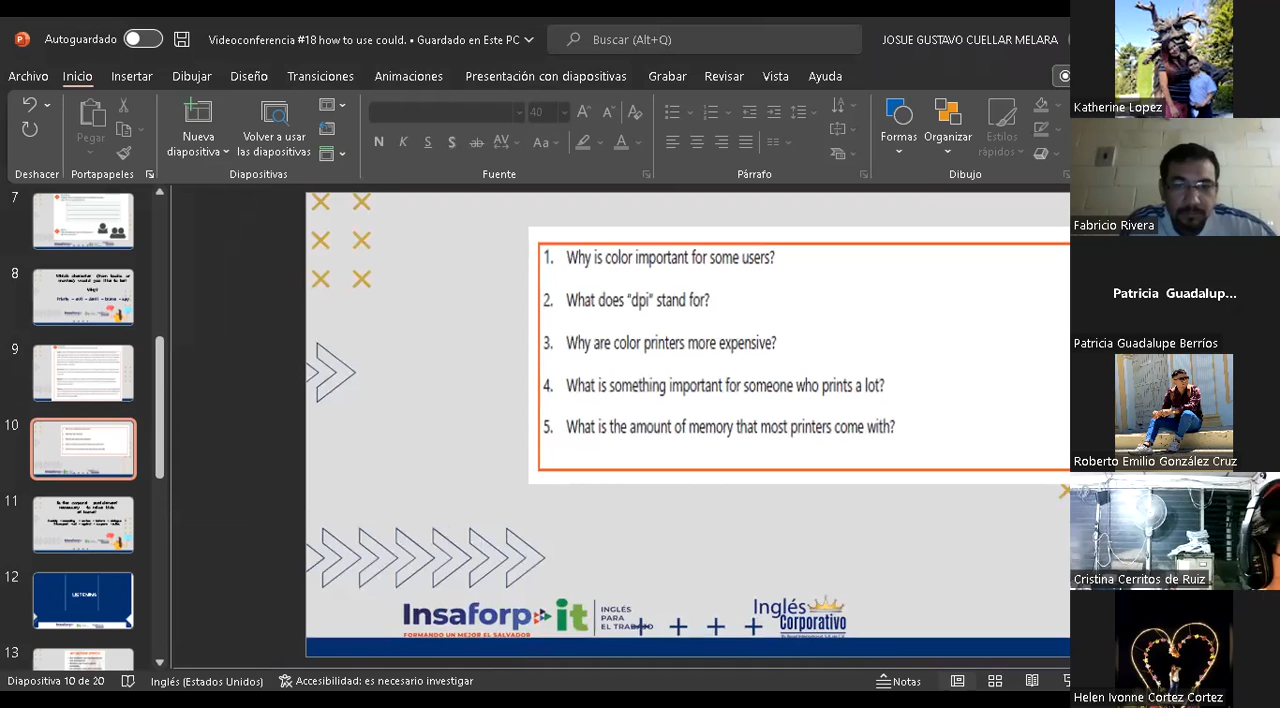 Autoguardado
Videoconferencia #18 how to use could. • Guardado en Este PC
Buscar (Alt+Q)
JOSUE GUSTAVO CUELLAR MELARA
Archivo Inicio Insertar Dibujar Diseño Transiciones Animaciones Presentación con diapositivas Grabar Revisar Vista Ayuda
Pegar
Nueva diapositiva
Volver a usar las diapositivas
40
N K S S ab AV Aa A
Formas
Organizar
Estilos rápidos
Deshacer Portapapeles Diapositivas Fuente Párrafo Dibujo
7
8
9
10
11
12
LISTENING
13
1. Why is color important for some users?
2. What does “dpi” stand for?
3. Why are color printers more expensive?
4. What is something important for someone who prints a lot?
5. What is the amount of memory that most printers come with?
Insaforp it
FORMANDO UN MEJOR EL SALVADOR
INGLÉS
PARA
EL TRABAJO
Inglés
Corporativo
Diapositiva 10 de 20
Inglés (Estados Unidos)
Accesibilidad: es necesario investigar
Notas
Katherine Lopez
Fabricio Rivera
Patricia Guadalup...
Patricia Guadalupe Berríos
Roberto Emilio González Cruz
Cristina Cerritos de Ruiz
Helen Ivonne Cortez Cortez